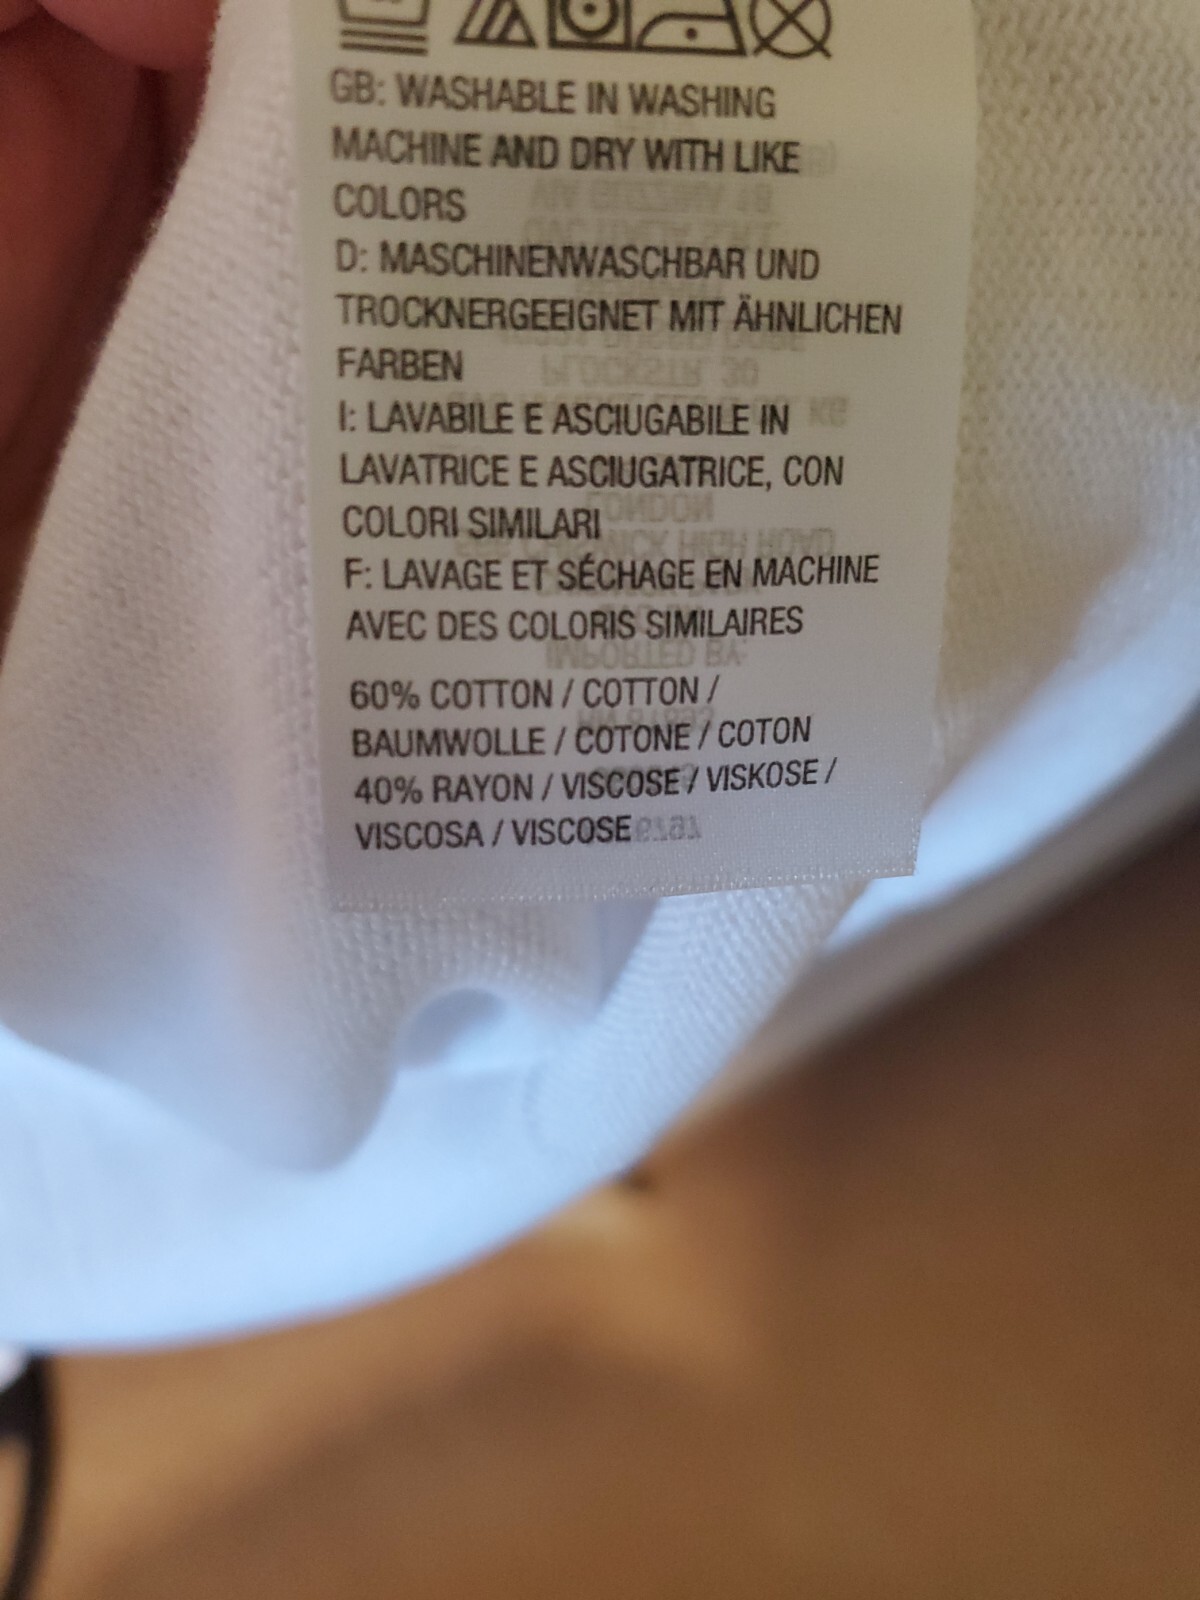 GB: WASHABLE IN WASHING
MACHINE AND DRY WITH LIKE
COLORS
D: MASCHINENWASCHBAR UND
TROCKNERGEEIGNET MIT ÄHNLICHEN
FARBEN
I: LAVABILE E ASCIUGABILE IN
LAVATRICE E ASCIUGATRICE, CON
COLORI SIMILARI
F: LAVAGE ET SÉCHAGE EN MACHINE
AVEC DES COLORIS SIMILAIRES
60% COTTON / COTTON /
BAUMWOLLE / COTONE / COTON
40% RAYON / VISCOSE / VISKOSE /
VISCOSA / VISCOSE